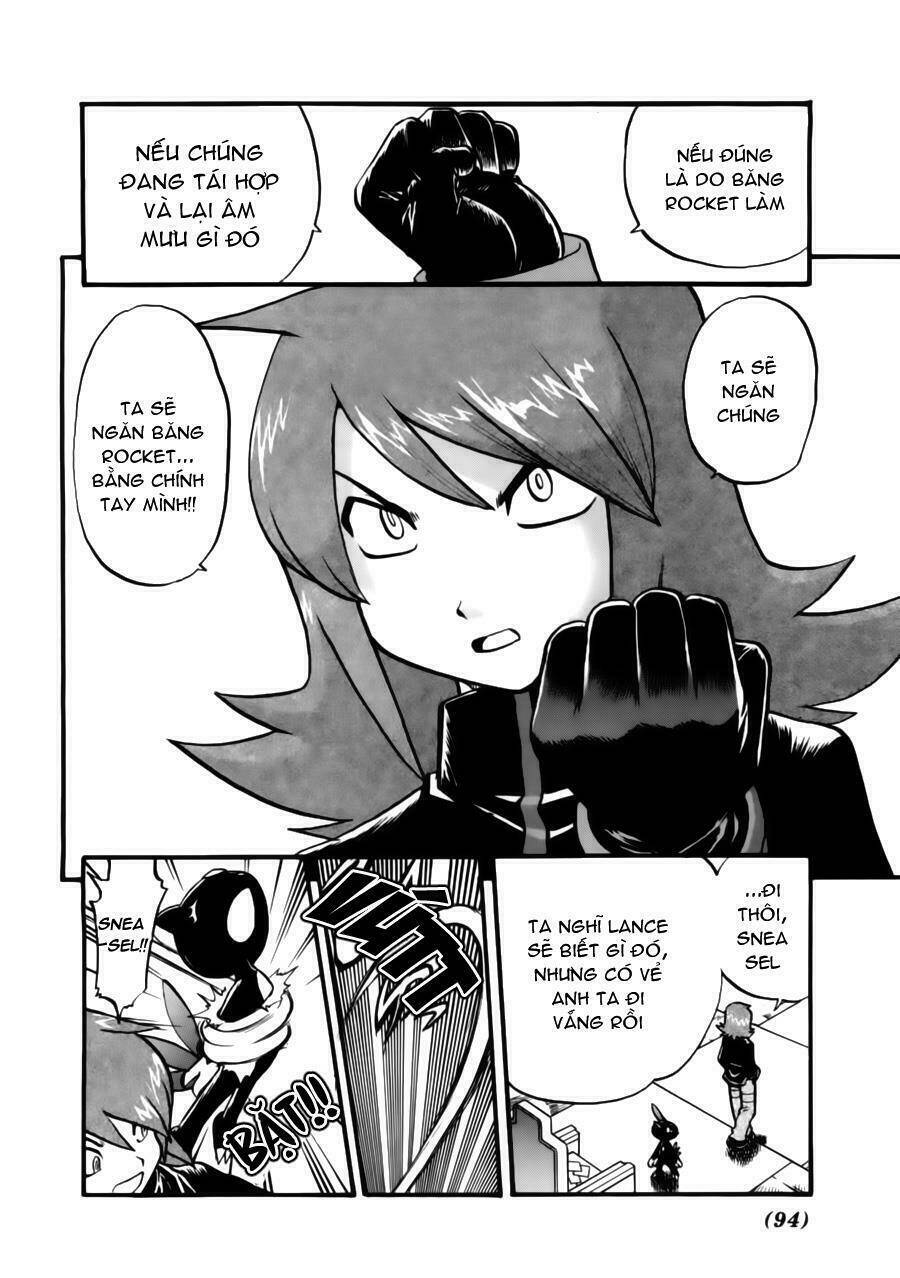 NẾU ĐÚNG
LÀ DO BĂNG
ROCKET LÀM
NẾU CHÚNG
ĐANG TÁI HỢP
VÀ LẠI ÂM
MƯU GÌ ĐÓ
TA SẼ
NGĂN
CHÚNG
TA SẼ
NGĂN BĂNG
ROCKET...
BẰNG CHÍNH
TAY MÌNH!!
...ĐI
THÔI,
SNEA
SEL
TA NGHĨ LANCE
SẼ BIẾT GÌ ĐÓ,
NHƯNG CÓ VẺ
ANH TA ĐI
VẮNG RỒI
VÙT
SNEA
-SEL!!
BẶT!!!
(94)